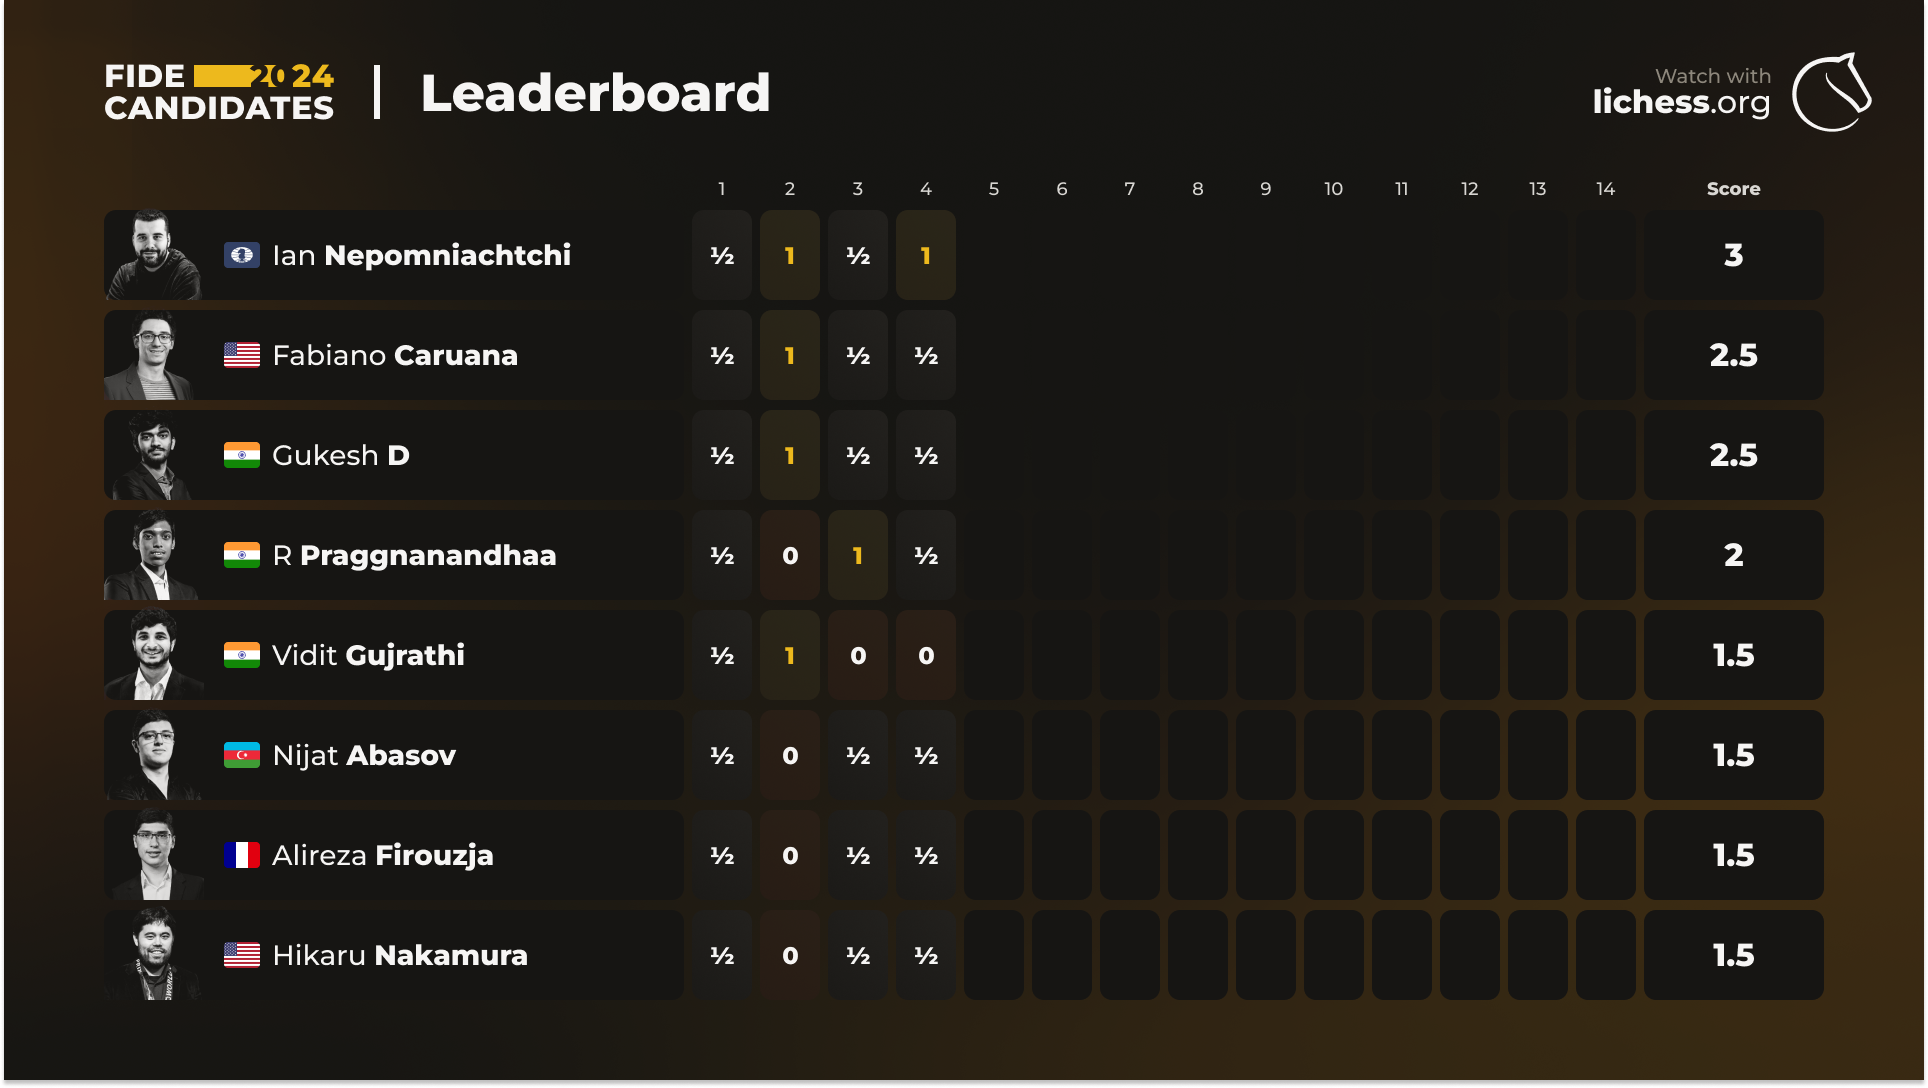 FIDE 2024
CANDIDATES
Leaderboard
Watch with
lichess.org
1 2 3 4 5 6 7 8 9 10 11 12 13 14 Score
Ian Nepomniachtchi ½ 1 ½ 1 3
Fabiano Caruana ½ 1 ½ ½ 2.5
Gukesh D ½ 1 ½ ½ 2.5
R Praggnanandhaa ½ 0 1 ½ 2
Vidit Gujrathi ½ 1 0 0 1.5
Nijat Abasov ½ 0 ½ ½ 1.5
Alireza Firouzja ½ 0 ½ ½ 1.5
Hikaru Nakamura ½ 0 ½ ½ 1.5